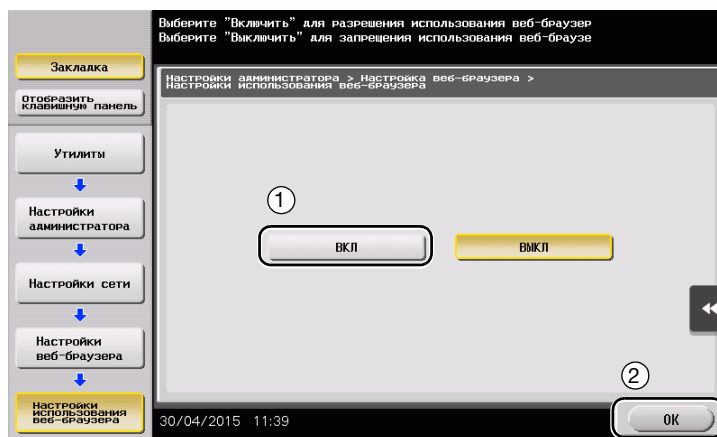 Выберите "Включить" для разрешения использования веб-браузер
Выберите "Выключить" для запрещения использования веб-браузе
Закладка
Отобразить
клавишную панель
Настройки администратора > Настройка веб-браузера >
Настройки использования веб-браузера
Утилиты
Настройки
администратора
Настройки сети
Настройки
веб-браузера
Настройки
использования
веб-браузера
1
ВКЛ
ВЫКЛ
2
30/04/2015 11:39
OK